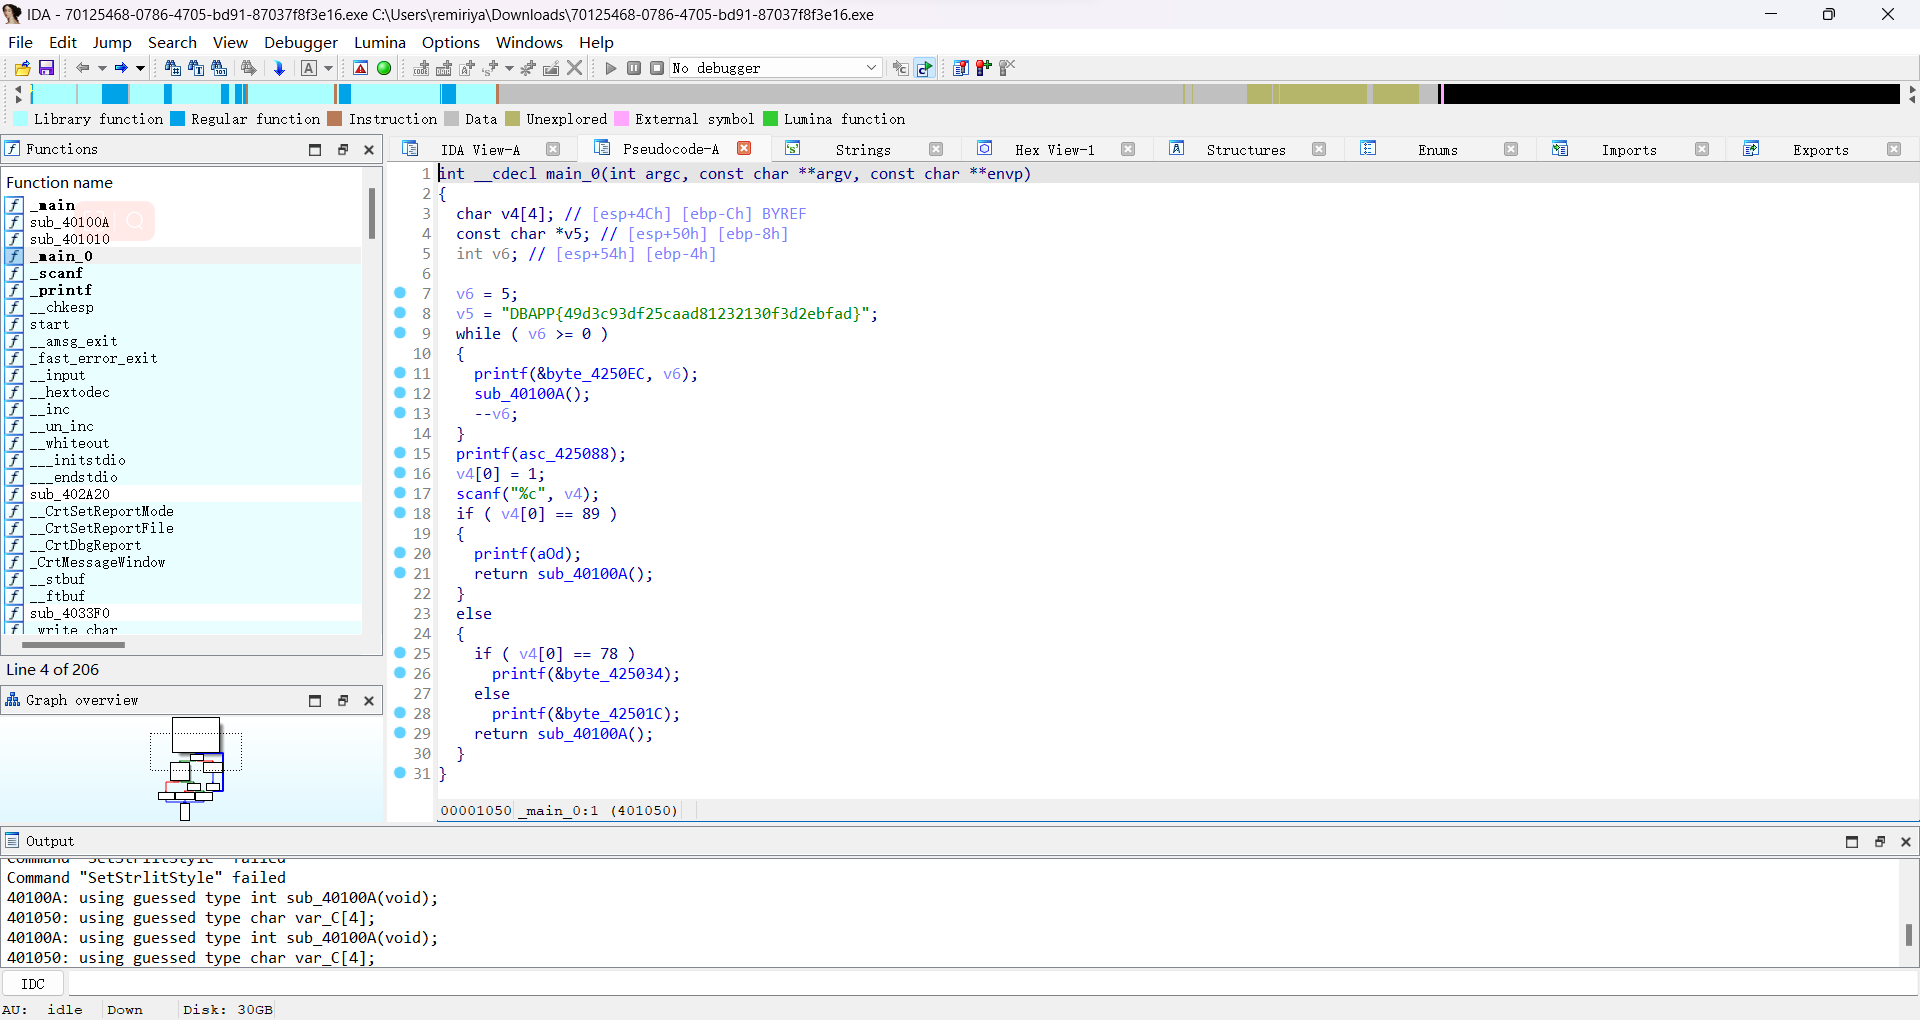 IDA - 70125468-0786-4705-bd91-87037f8f3e16.exe C:\Users\remiriya\Downloads\70125468-0786-4705-bd91-87037f8f3e16.exe
File Edit Jump Search View Debugger Lumina Options Windows Help
No debugger
Library function Regular function Instruction Data Unexplored External symbol Lumina function
Functions
Function name
_main
sub_40100A
sub_401010
_main_0
_scanf
_printf
__chkesp
start
__amsg_exit
_fast_error_exit
__input
__hextodec
__inc
__un_inc
__whiteout
___initstdio
___endstdio
sub_402A20
__CrtSetReportMode
__CrtSetReportFile
__CrtDbgReport
_CrtMessageWindow
__stbuf
__ftbuf
sub_4033F0
write_char
Line 4 of 206
Graph overview
IDA View-A Pseudocode-A Strings Hex View-1 Structures Enums Imports Exports
1 int __cdecl main_0(int argc, const char **argv, const char **envp)
2 {
3 char v4[4]; // [esp+4Ch] [ebp-Ch] BYREF
4 const char *v5; // [esp+50h] [ebp-8h]
5 int v6; // [esp+54h] [ebp-4h]
6
7 v6 = 5;
8 v5 = "DBAPP{49d3c93df25caad81232130f3d2ebfad}";
9 while ( v6 >= 0 )
10 {
11 printf(&byte_4250EC, v6);
12 sub_40100A();
13 --v6;
14 }
15 printf(asc_425088);
16 v4[0] = 1;
17 scanf("%c", v4);
18 if ( v4[0] == 89 )
19 {
20 printf(aOd);
21 return sub_40100A();
22 }
23 else
24 {
25 if ( v4[0] == 78 )
26 printf(&byte_425034);
27 else
28 printf(&byte_42501C);
29 return sub_40100A();
30 }
31 }
00001050 _main_0:1 (401050)
Output
Command "SetStrlitStyle" failed
Command "SetStrlitStyle" failed
40100A: using guessed type int sub_40100A(void);
401050: using guessed type char var_C[4];
40100A: using guessed type int sub_40100A(void);
401050: using guessed type char var_C[4];
IDC
AU: idle Down Disk: 30GB